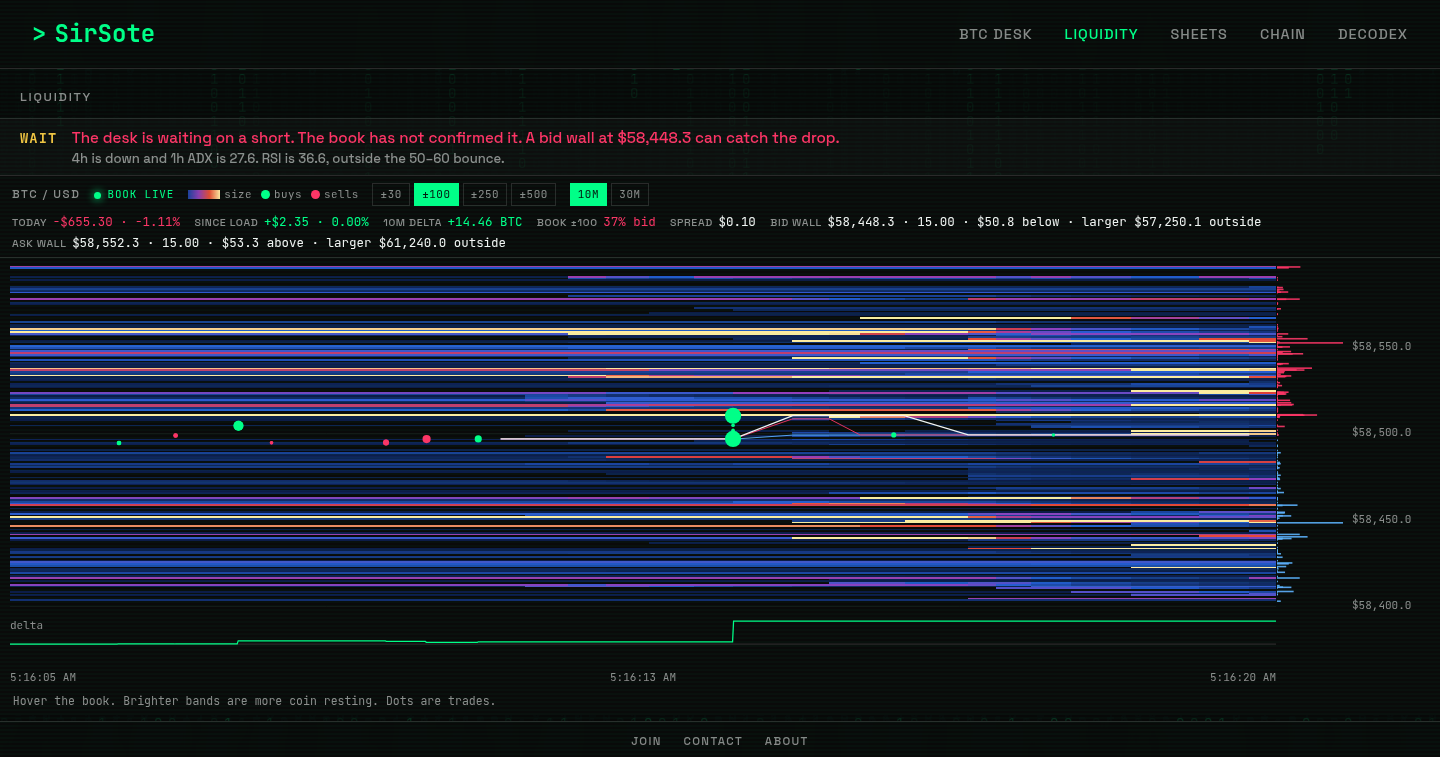 > SirSote
BTC DESK LIQUIDITY SHEETS CHAIN DECODEX
LIQUIDITY
WAIT The desk is waiting on a short. The book has not confirmed it. A bid wall at $58,448.3 can catch the drop.
4h is down and 1h ADX is 27.6. RSI is 36.6, outside the 50–60 bounce.
BTC / USD BOOK LIVE size buys sells ±30 ±100 ±250 ±500 10M 30M
TODAY -$655.30 · -1.11% SINCE LOAD +$2.35 · 0.00% 10M DELTA +14.46 BTC BOOK ±100 37% bid SPREAD $0.10 BID WALL $58,448.3 · 15.00 · $50.8 below · larger $57,250.1 outside
ASK WALL $58,552.3 · 15.00 · $53.3 above · larger $61,240.0 outside
$58,550.0
$58,500.0
$58,450.0
$58,400.0
delta
5:16:05 AM 5:16:13 AM 5:16:20 AM
Hover the book. Brighter bands are more coin resting. Dots are trades.
JOIN CONTACT ABOUT